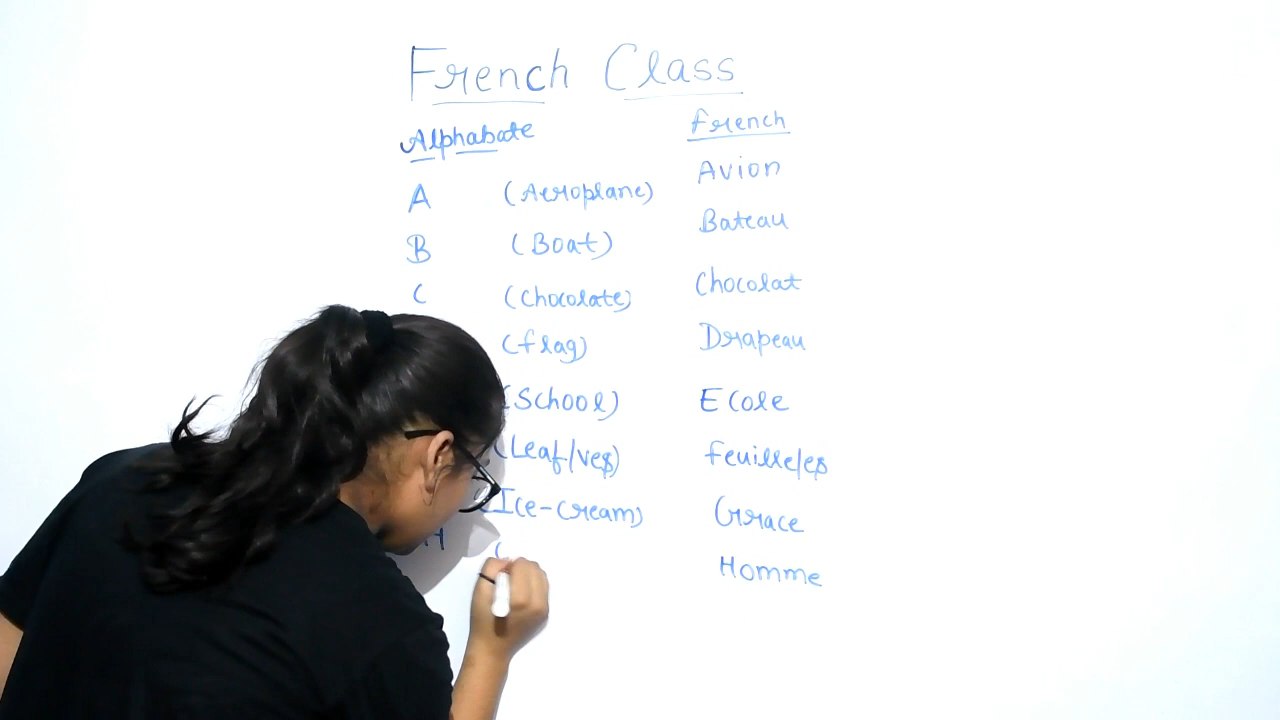 French Class
Alphabate French
A (Aeroplane) Avion
B (Boat) Bateau
C (Chocolate) Chocolat
(flag) Drapeau
(School) Ecole
(Leaf/ves) feuille/es
(Ice-cream) Grace
H ( Homme